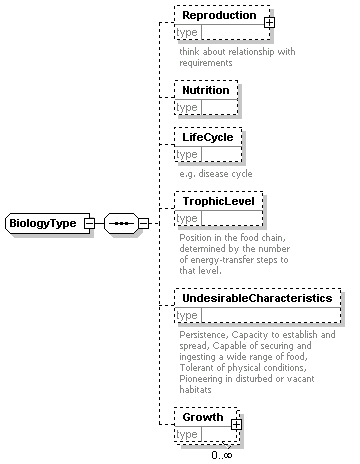 Reproduction
type
think about relationship with
requirements
Nutrition
type
LifeCycle
type
e.g. disease cycle
BiologyType
TrophicLevel
type
Position in the food chain,
determined by the number
of energy-transfer steps to
that level.
UndesirableCharacteristics
type
Persistence, Capacity to establish and
spread, Capable of securing and
ingesting a wide range of food,
Tolerant of physical conditions,
Pioneering in disturbed or vacant
habitats
Growth
type
0..∞